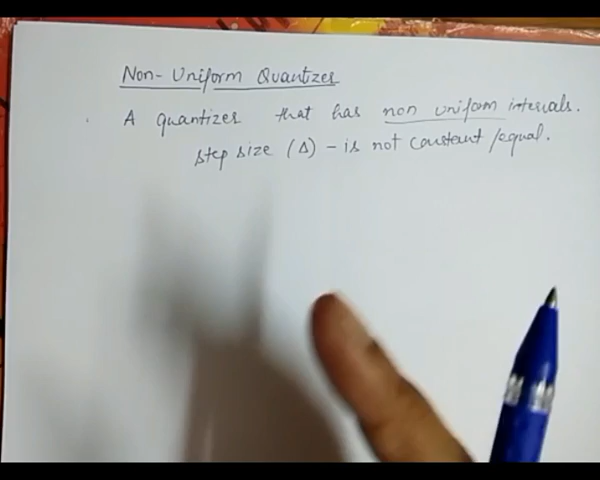 Non-Uniform Quantizer
A quantizer that has non uniform intervals.
step size (Δ) - is not constant /equal.